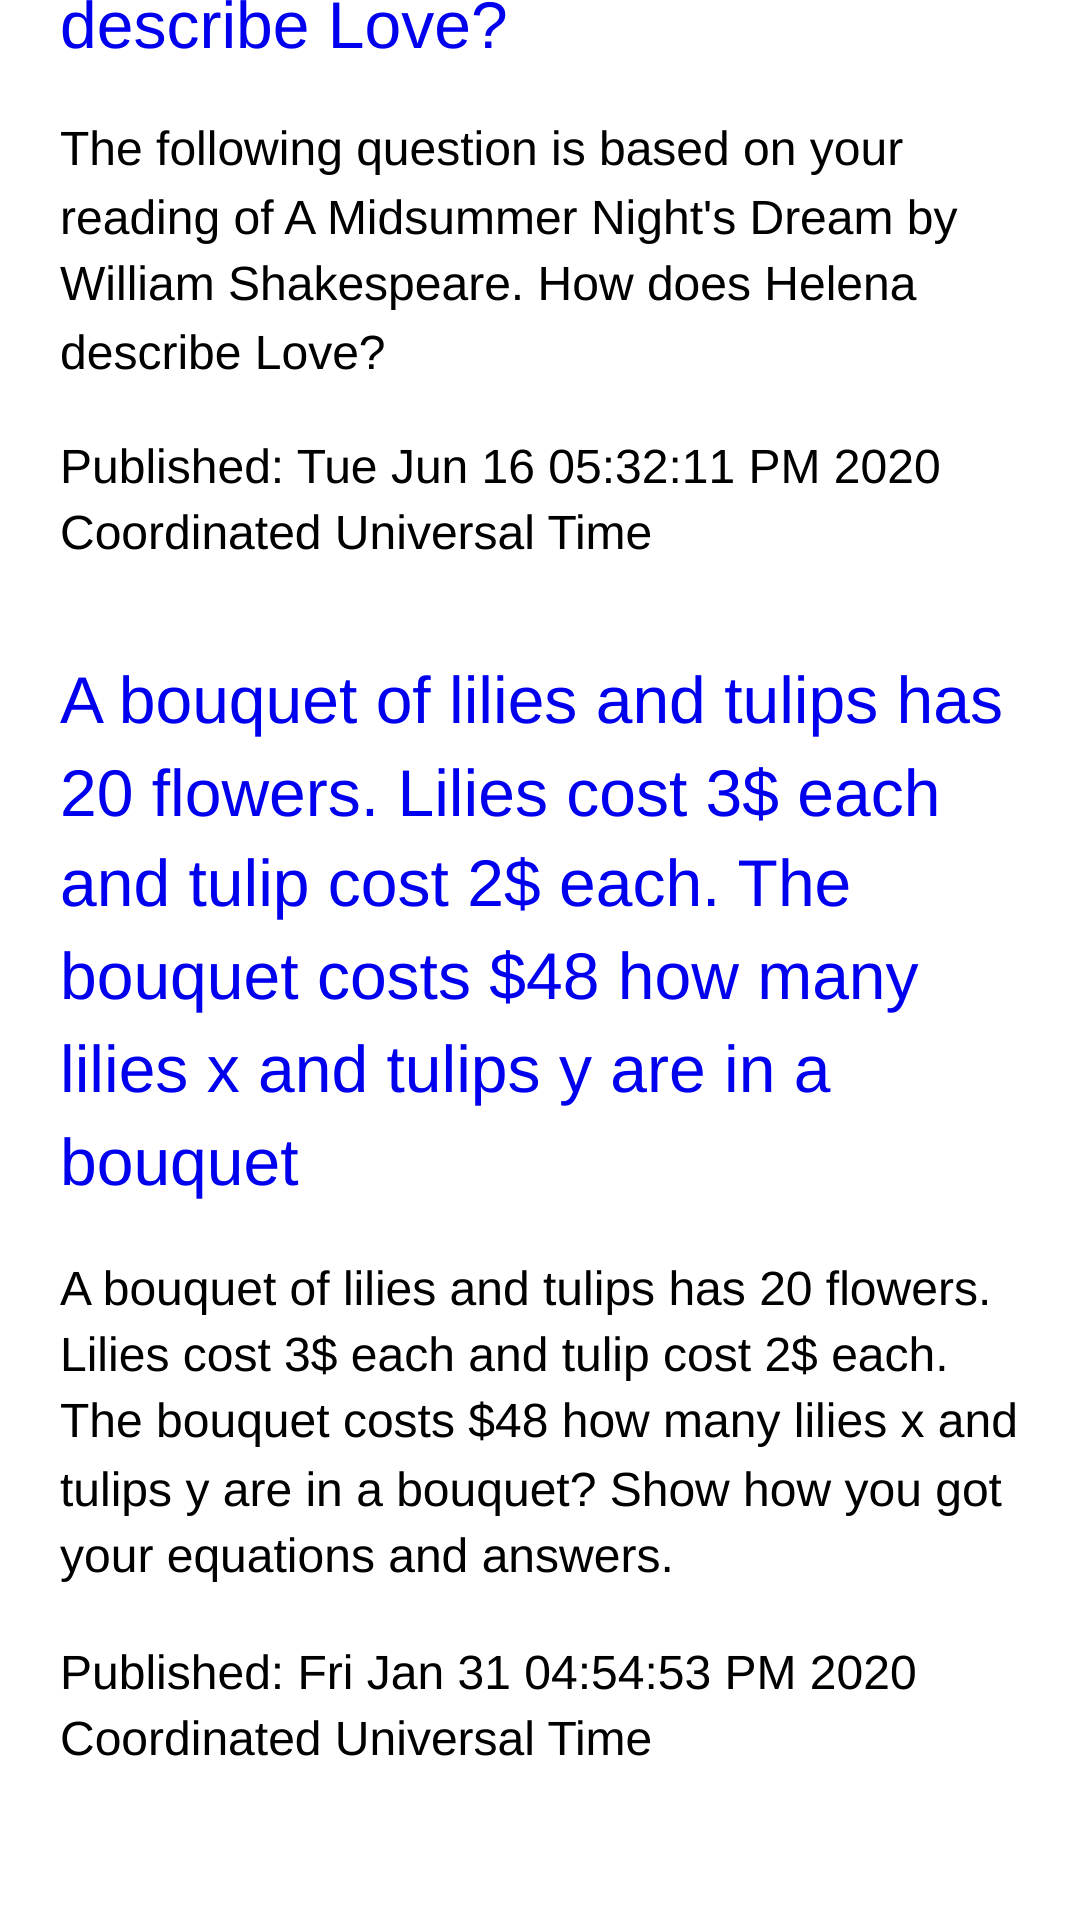 describe Love?
The following question is based on your
reading of A Midsummer Night's Dream by
William Shakespeare. How does Helena
describe Love?
Published: Tue Jun 16 05:32:11 PM 2020
Coordinated Universal Time
A bouquet of lilies and tulips has
20 flowers. Lilies cost 3$ each
and tulip cost 2$ each. The
bouquet costs $48 how many
lilies x and tulips y are in a
bouquet
A bouquet of lilies and tulips has 20 flowers.
Lilies cost 3$ each and tulip cost 2$ each.
The bouquet costs $48 how many lilies x and
tulips y are in a bouquet? Show how you got
your equations and answers.
Published: Fri Jan 31 04:54:53 PM 2020
Coordinated Universal Time